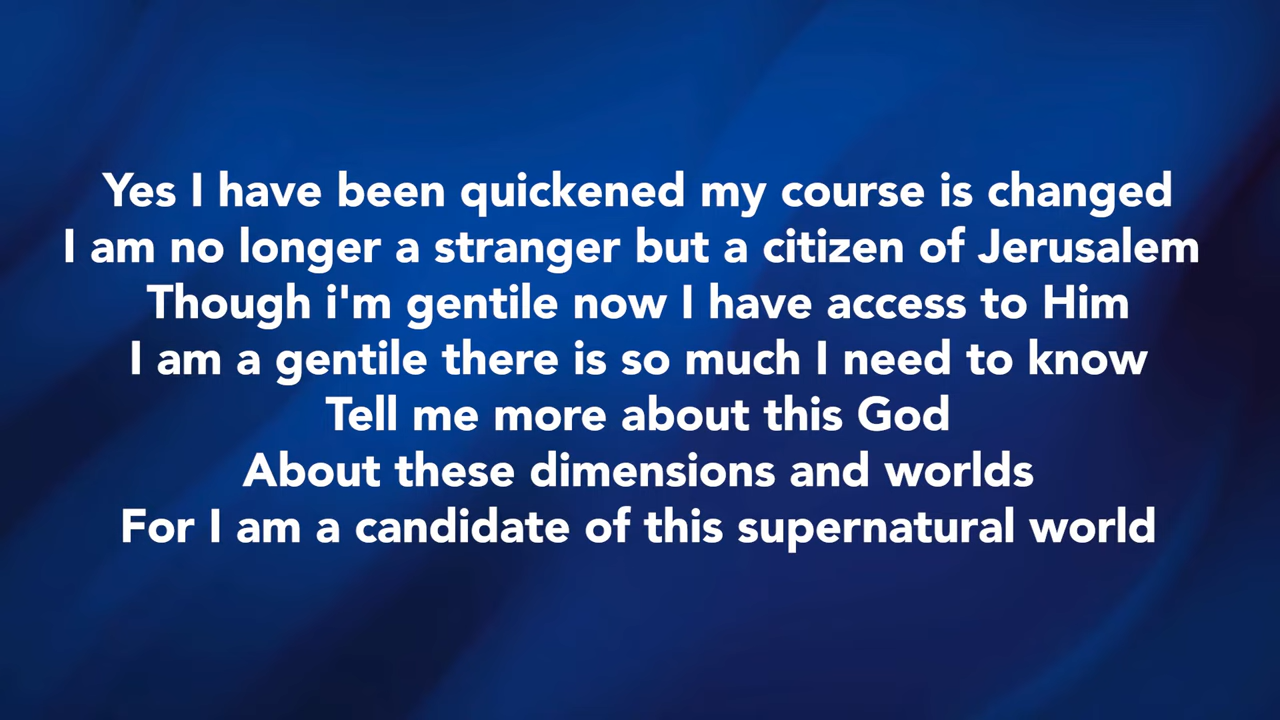 Yes I have been quickened my course is changed
I am no longer a stranger but a citizen of Jerusalem
Though i'm gentile now I have access to Him
I am a gentile there is so much I need to know
Tell me more about this God
About these dimensions and worlds
For I am a candidate of this supernatural world